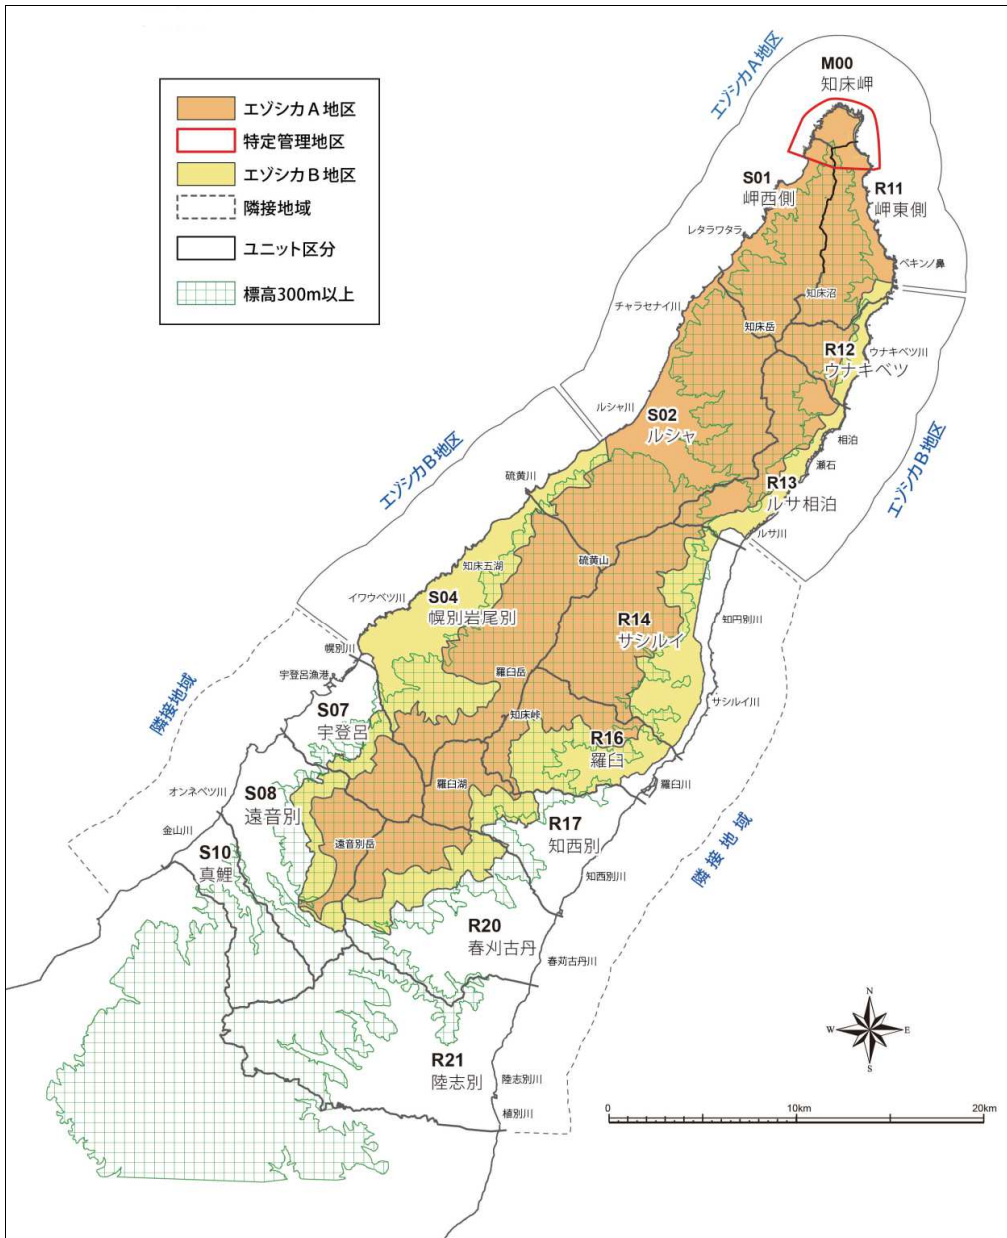 エゾシカA地区
特定管理地区
エゾシカB地区
隣接地域
ユニット区分
標高300m以上
エゾシカA地区
M00
知床岬
S01
岬西側
R11
岬東側
レタラワタラ
ペキンノ鼻
チャラセナイ川
知床沼
知床岳
R12
ウナキベツ
ウナキベツ川
ルシャ川
S02
ルシャ
相泊
瀬石
エゾシカB地区
エゾシカB地区
硫黄川
R13
ルサ相泊
ルサ川
硫黄山
知床五湖
イワウベツ川
S04
幌別岩尾別
R14
サシルイ
知円別川
幌別川
宇登呂漁港
羅臼岳
サシルイ川
隣接地域
S07
宇登呂
知床峠
R16
羅臼
羅臼湖
羅臼川
オンネベツ川
S08
遠音別
R17
知西別
金山川
遠音別岳
隣接地域
S10
真鯉
知西別川
R20
春刈古丹
春苅古丹川
N
W
E
S
R21
陸志別
陸志別川
植別川
0
10km
20km